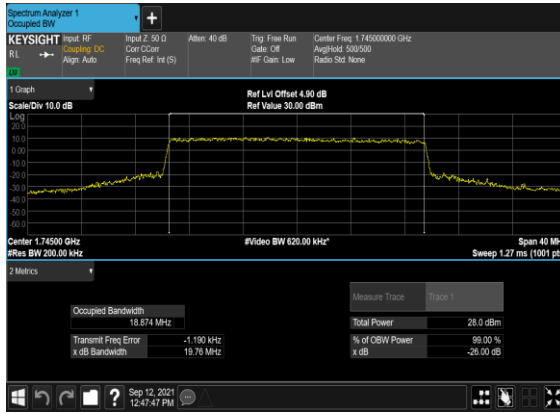 Spectrum Analyzer 1
Occupied BW
+
KEYSIGHT Input: RF Input Z: 50 Ω Atten: 40 dB Trig: Free Run Center Freq: 1.745000000 GHz
RL Coupling: DC Corr CCorr Gate: Off Avg|Hold: 500/500
Align: Auto Freq Ref: Int (S) #IF Gain: Low Radio Std: None
LW
1 Graph
Ref Lvl Offset 4.90 dB
Scale/Div 10.0 dB Ref Value 30.00 dBm
Log
20.0
10.0
0.00
-10.0
-20.0
-30.0
-40.0
-50.0
-60.0
Center 1.74500 GHz #Video BW 620.00 kHz* Span 40 MH
#Res BW 200.00 kHz Sweep 1.27 ms (1001 pt
2 Metrics
Measure Trace Trace 1
Occupied Bandwidth
18.874 MHz Total Power 28.0 dBm
Transmit Freq Error -1.190 kHz % of OBW Power 99.00 %
x dB Bandwidth 19.76 MHz x dB -26.00 dB
? Sep 12, 2021
12:47:47 PM